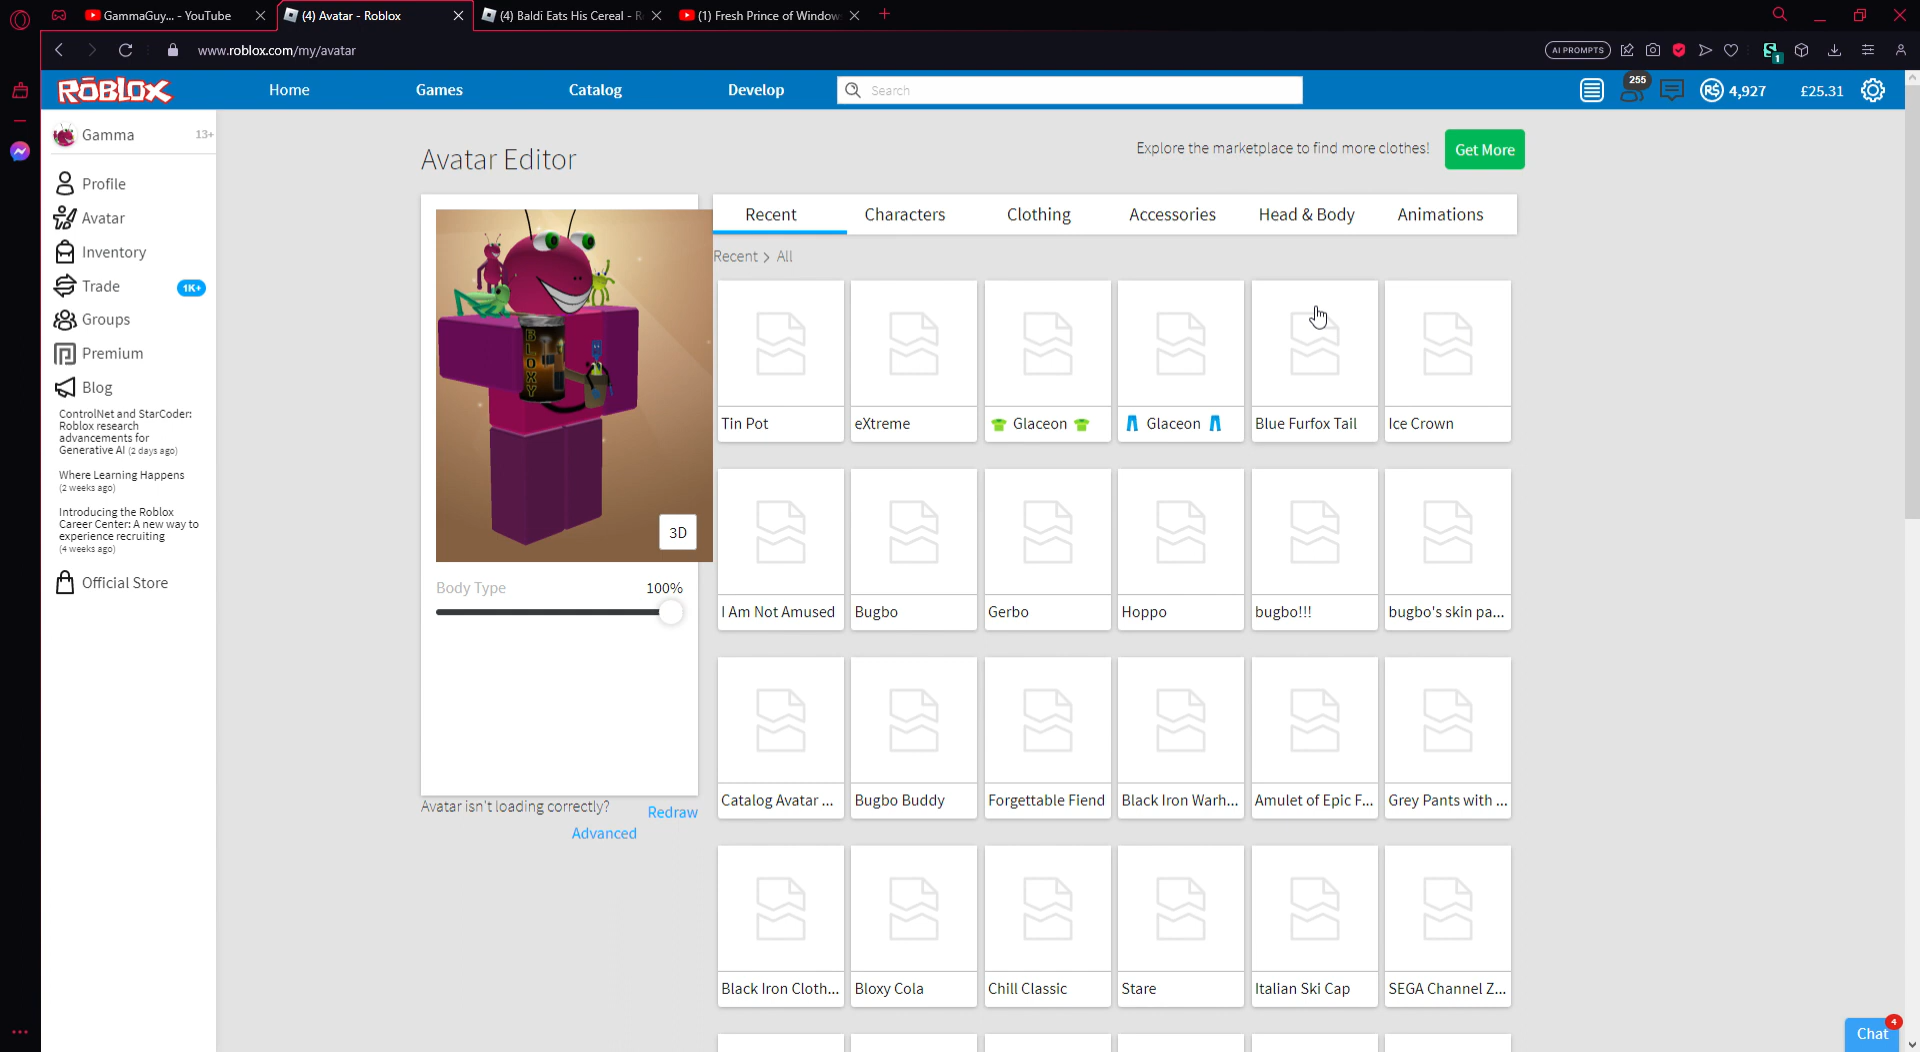 GammaGuy... - YouTube
(4) Avatar - Roblox
(4) Baldi Eats His Cereal - R
(1) Fresh Prince of Window
www.roblox.com/my/avatar
AI PROMPTS
1
ROBLOX
Home
Games
Catalog
Develop
Search
255
R$ 4,927
£25.31
Gamma
13+
Profile
Avatar
Inventory
Trade
1K+
Groups
Premium
Blog
ControlNet and StarCoder:
Roblox research
advancements for
Generative AI (2 days ago)
Where Learning Happens
(2 weeks ago)
Introducing the Roblox
Career Center: A new way to
experience recruiting
(4 weeks ago)
Official Store
Avatar Editor
Explore the marketplace to find more clothes!
Get More
BLOXY
3D
Body Type
100%
Avatar isn't loading correctly?
Redraw
Advanced
Recent
Characters
Clothing
Accessories
Head & Body
Animations
Recent > All
Tin Pot
eXtreme
Glaceon
Glaceon
Blue Furfox Tail
Ice Crown
I Am Not Amused
Bugbo
Gerbo
Hoppo
bugbo!!!
bugbo's skin pa...
Catalog Avatar ...
Bugbo Buddy
Forgettable Fiend
Black Iron Warh...
Amulet of Epic F...
Grey Pants with ...
Black Iron Cloth...
Bloxy Cola
Chill Classic
Stare
Italian Ski Cap
SEGA Channel Z...
Chat
4